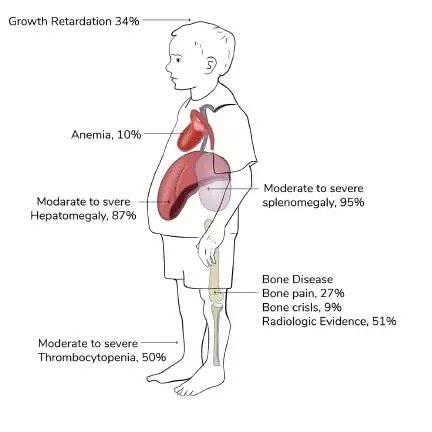 Growth Retardation 34%
Anemia, 10%
Modarate to svere
Hepatomegaly, 87%
Moderate to severe
splenomegaly, 95%
Bone Disease
Bone pain, 27%
Bone crisIs, 9%
Radiologic Evidence, 51%
Moderate to severe
Thrombocytopenia, 50%